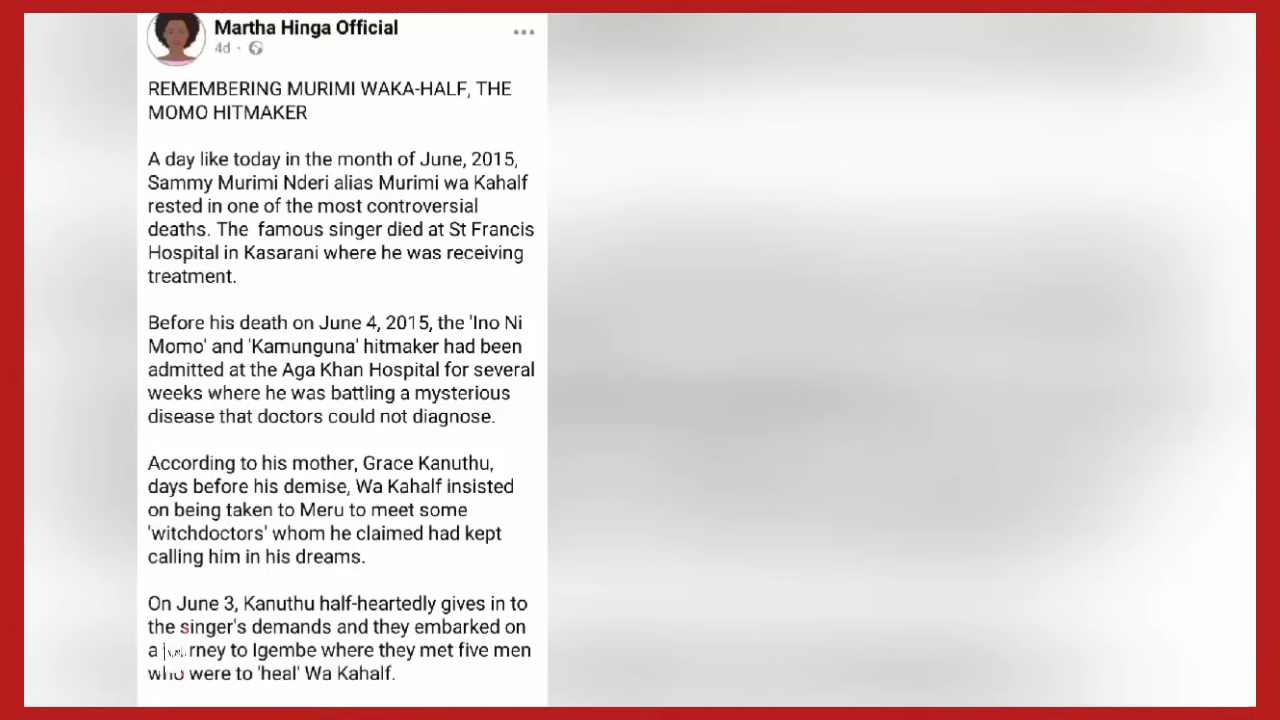 Martha Hinga Official
4d ·
REMEMBERING MURIMI WAKA-HALF, THE
MOMO HITMAKER
A day like today in the month of June, 2015,
Sammy Murimi Nderi alias Murimi wa Kahalf
rested in one of the most controversial
deaths. The famous singer died at St Francis
Hospital in Kasarani where he was receiving
treatment.
Before his death on June 4, 2015, the 'Ino Ni
Momo' and 'Kamunguna' hitmaker had been
admitted at the Aga Khan Hospital for several
weeks where he was battling a mysterious
disease that doctors could not diagnose.
According to his mother, Grace Kanuthu,
days before his demise, Wa Kahalf insisted
on being taken to Meru to meet some
'witchdoctors' whom he claimed had kept
calling him in his dreams.
On June 3, Kanuthu half-heartedly gives in to
the singer's demands and they embarked on
a journey to Igembe where they met five men
who were to 'heal' Wa Kahalf.